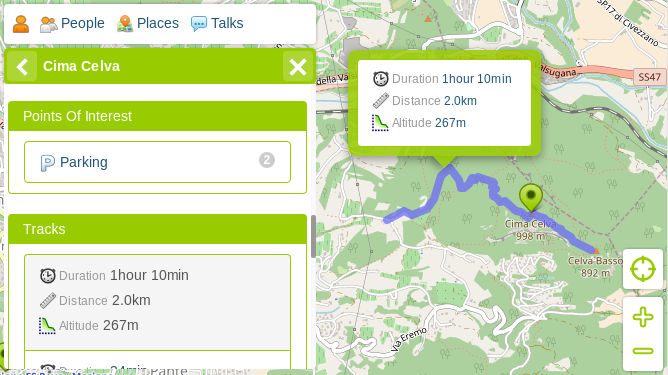 People Places Talks
Cima Celva
Points Of Interest
Parking 2
Tracks
Duration 1hour 10min
Distance 2.0km
Altitude 267m
Duration 1hour 10min
Distance 2.0km
Altitude 267m
SP17 di Civezzano
SS47
della Va
alsugana
Cima Celva
998 m
Celva Basso
892 m
Via Eremo